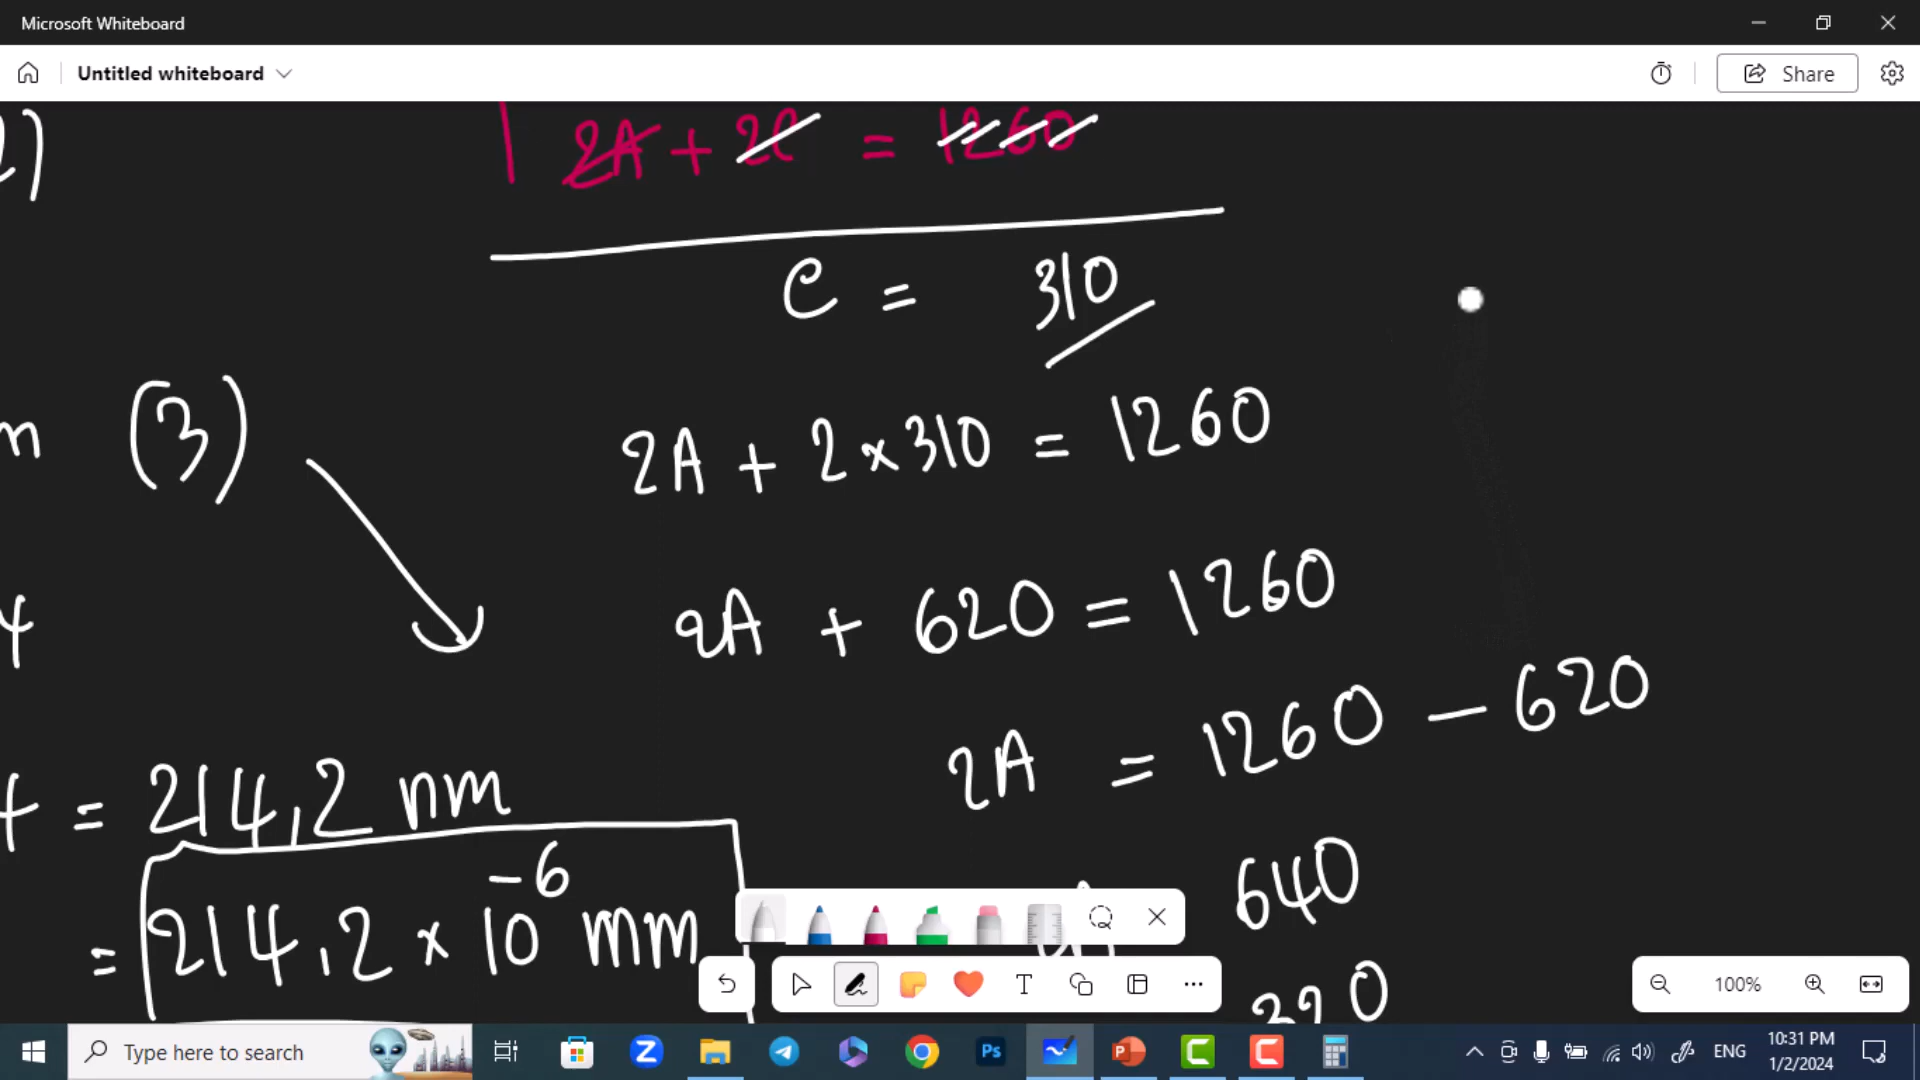 Microsoft Whiteboard
Untitled whiteboard
Share
2)
2A + 2C = 1260
C = 310
(3)
2A + 2 × 310 = 1260
2A + 620 = 1260
2A = 1260 - 620
= 214,2 nm
640
= 214,2 × 10⁻⁶ mm
320
T
100%
Type here to search
Z
Ps
P
C
C
ENG
10:31 PM
1/2/2024